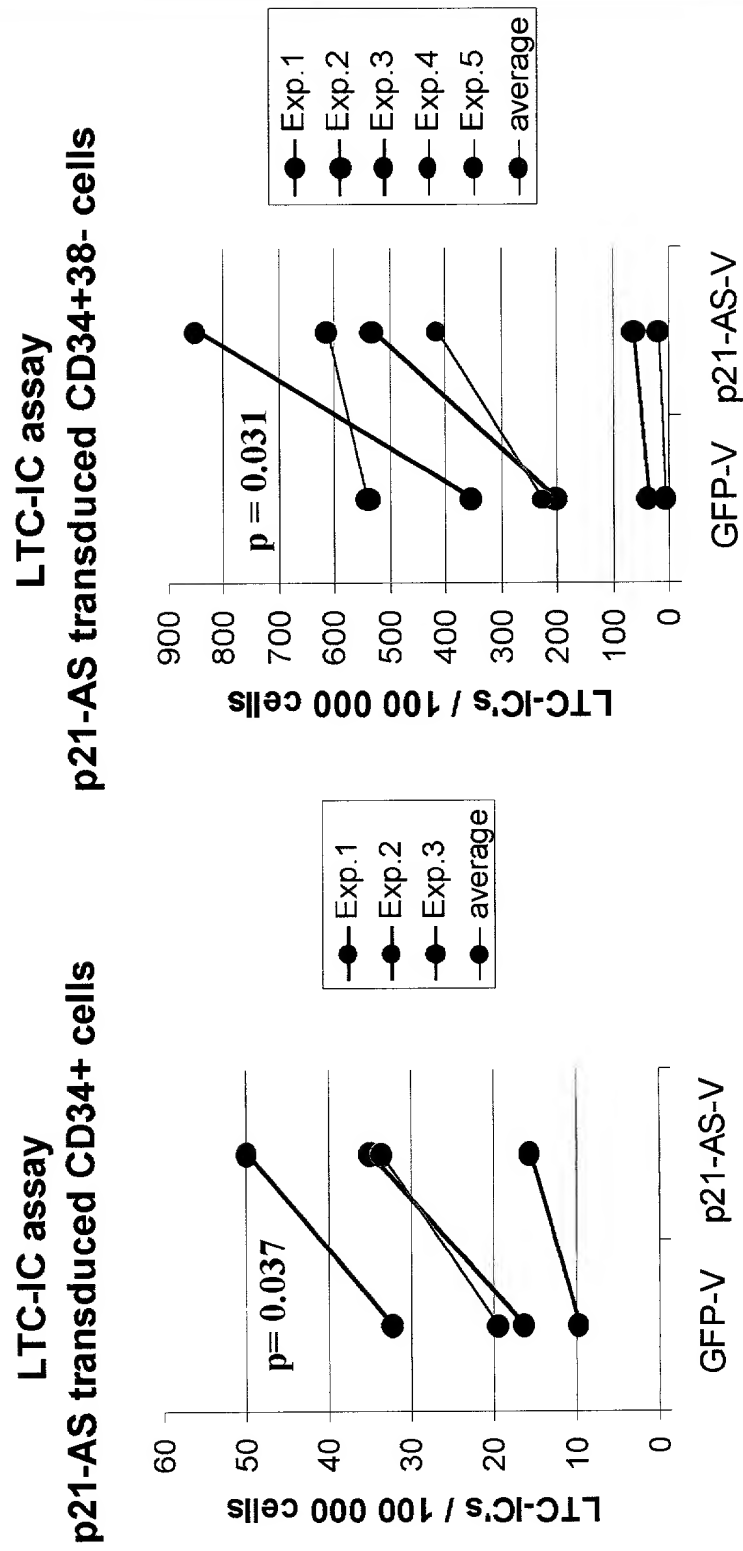 LTC-IC assay
p21-AS transduced CD34+ cells
60
50
40
30
20
10
0
LTC-IC's / 100 000 cells
p= 0.037
GFP-V p21-AS-V
Exp.1
Exp.2
Exp.3
average
LTC-IC assay
p21-AS transduced CD34+38- cells
900
800
700
600
500
400
300
200
100
0
LTC-IC's / 100 000 cells
p = 0.031
GFP-V p21-AS-V
Exp.1
Exp.2
Exp.3
Exp.4
Exp.5
average